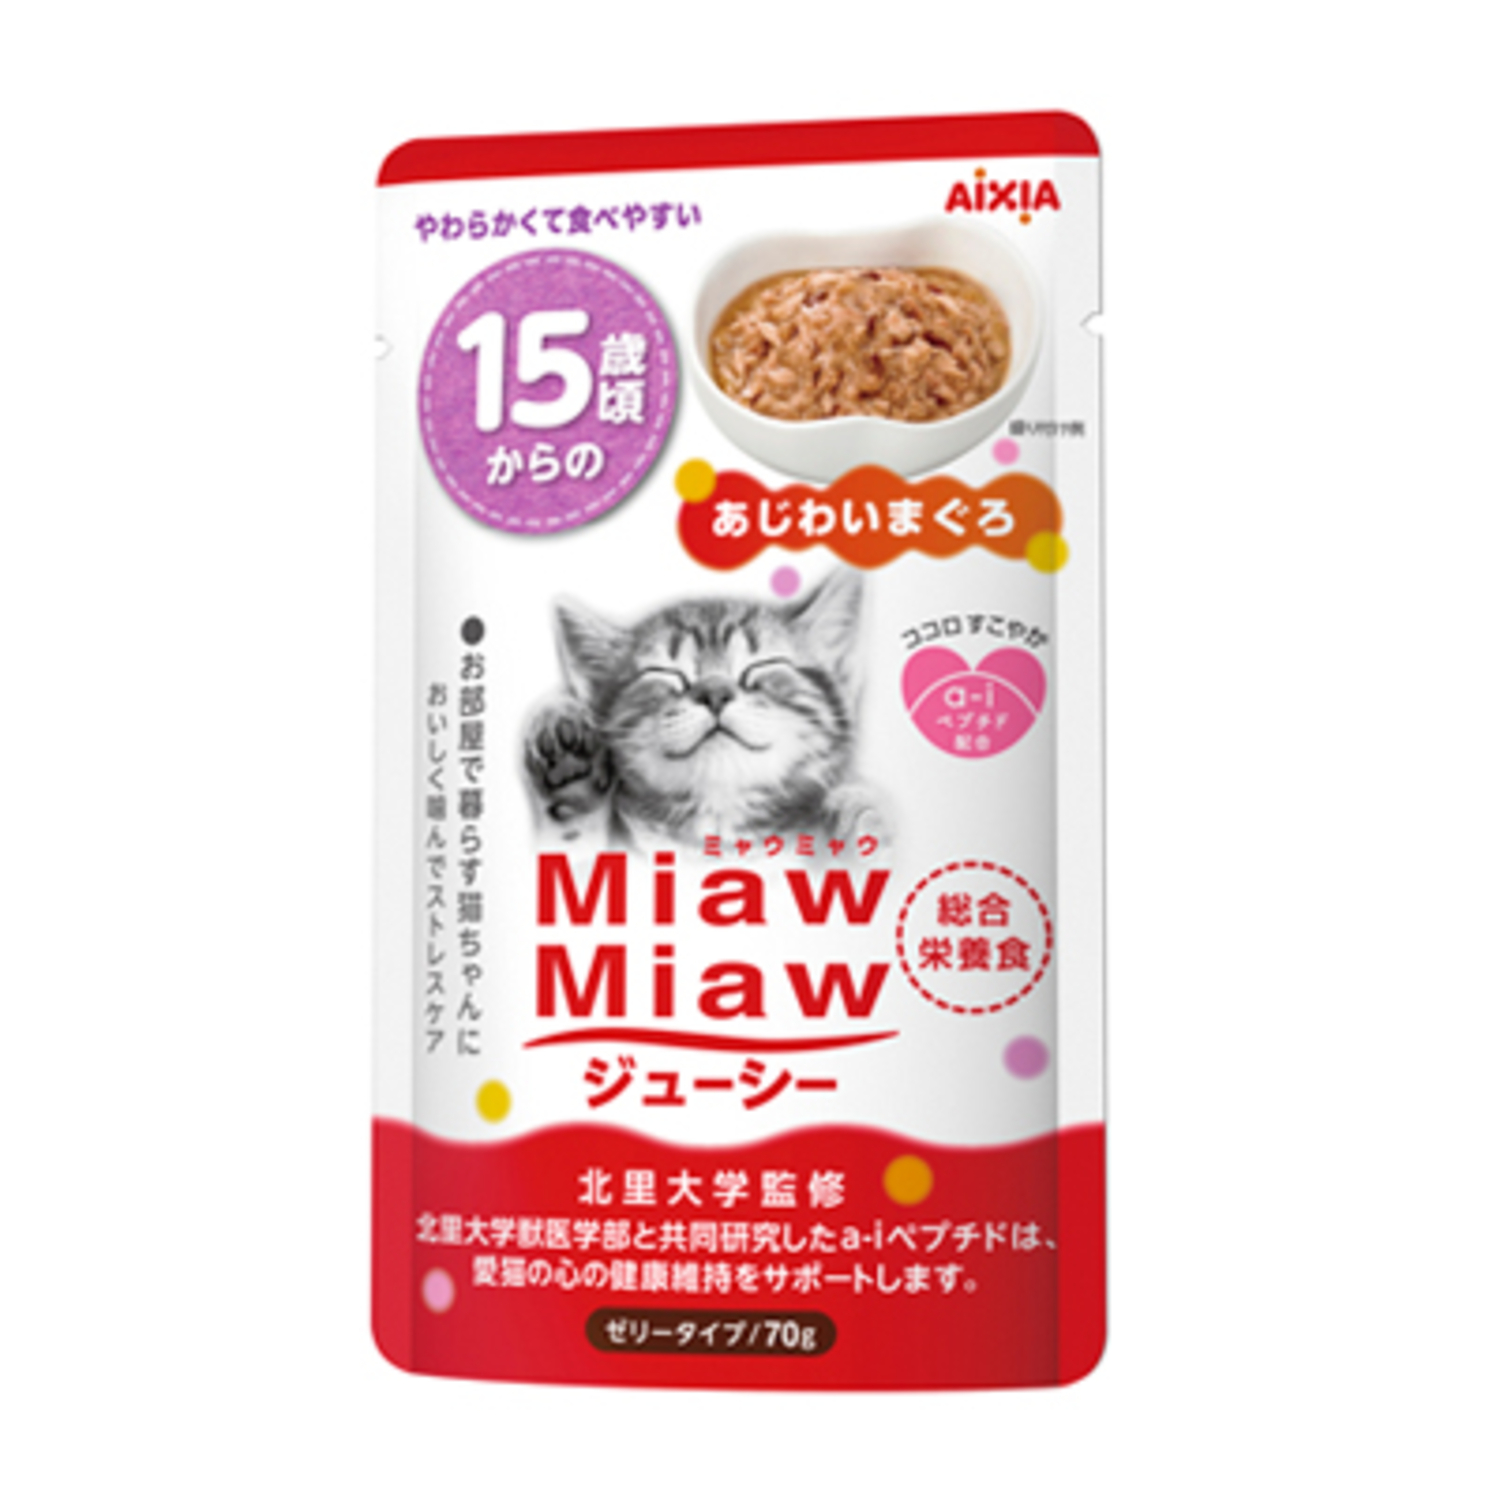 AIXIA
やわらかくて食べやすい
15歳頃
からの
盛り付け例
あじわいまぐろ
ココロすこやか
a-i
ペプチド
配合
●お部屋で暮らす猫ちゃんに
おいしく噛んでストレスケア
ミャウミャウ
Miaw
Miaw
ジューシー
総合
栄養食
北里大学監修
北里大学獣医学部と共同研究したa-iペプチドは、
愛猫の心の健康維持をサポートします。
ゼリータイプ/70g